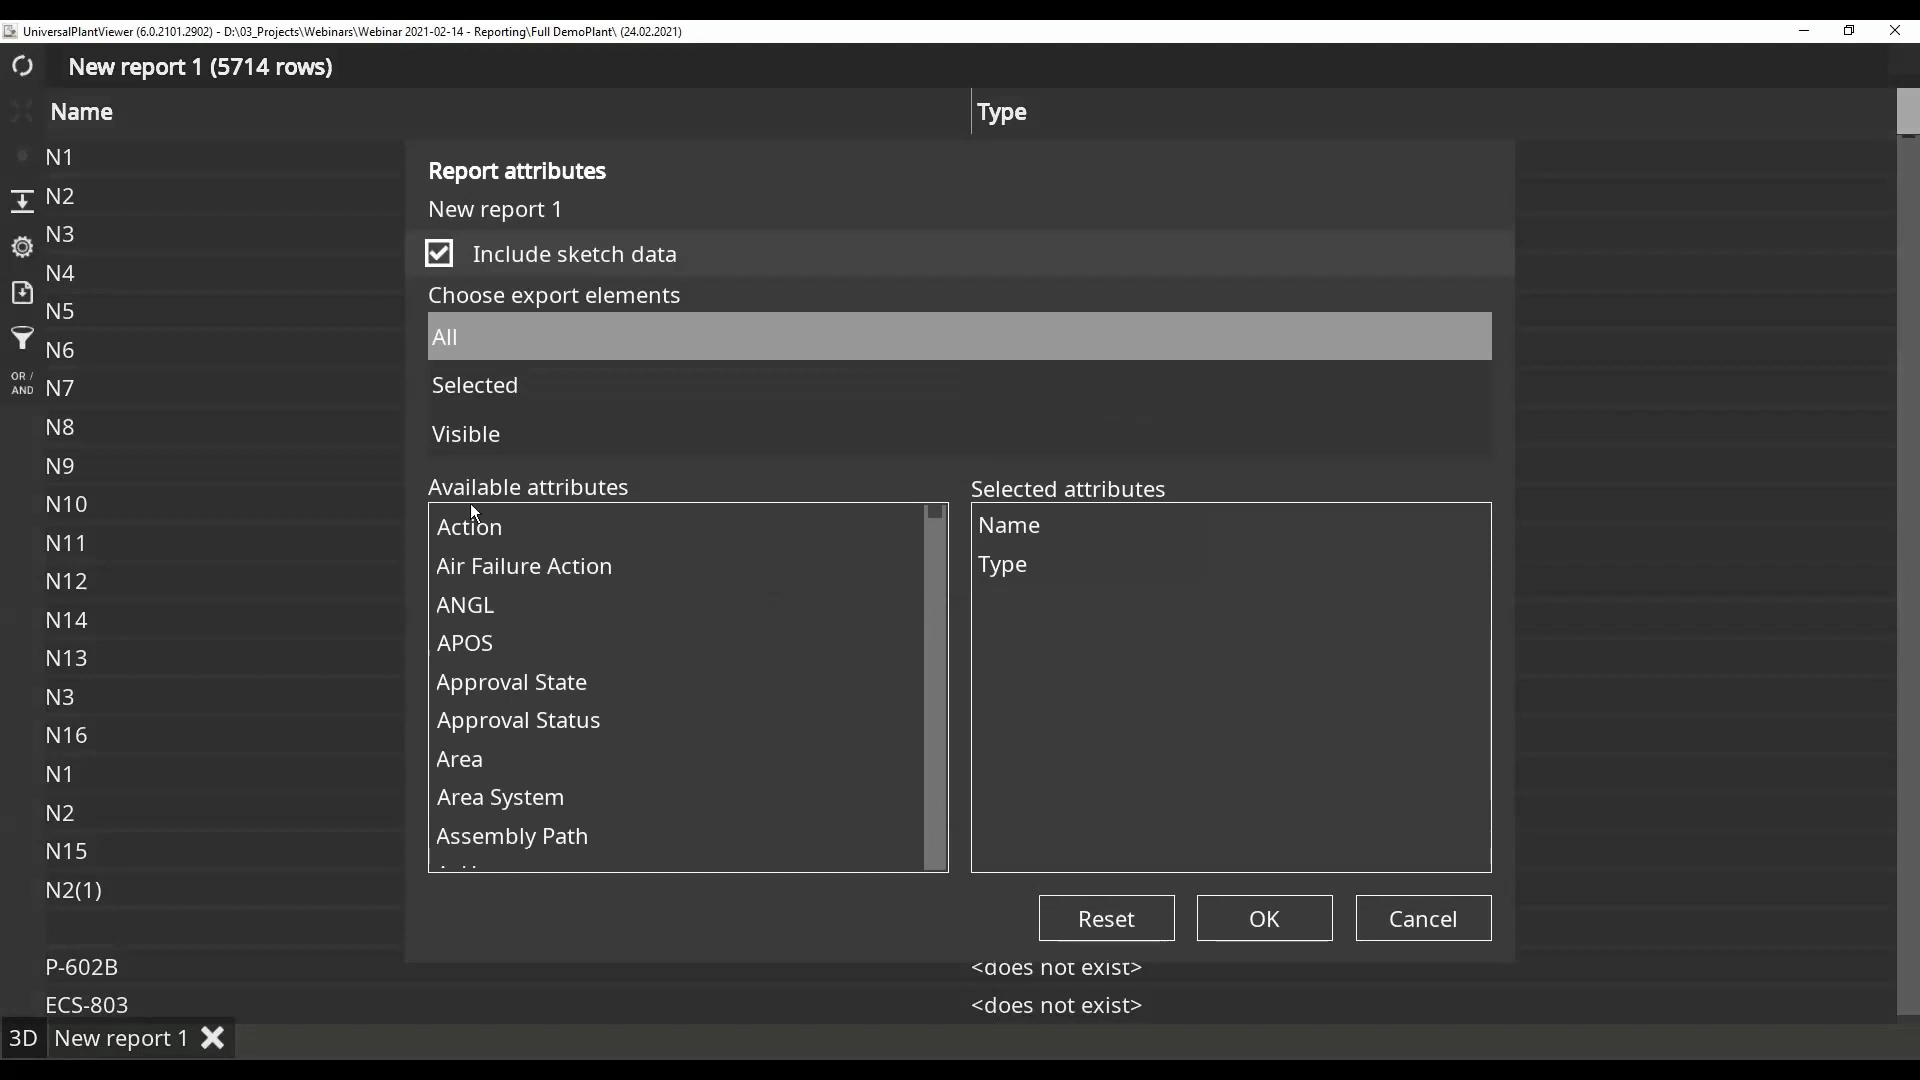 UniversalPlantViewer (6.0.2101.2902) - D:\03_Projects\Webinars\Webinar 2021-02-14 - Reporting\Full DemoPlant\ (24.02.2021)
New report 1 (5714 rows)
Name Type
N1
N2
N3
N4
N5
N6
OR /
AND
N7
N8
N9
N10
N11
N12
N14
N13
N3
N16
N1
N2
N15
N2(1)
Report attributes
New report 1
Include sketch data
Choose export elements
All
Selected
Visible
Available attributes
Action
Air Failure Action
ANGL
APOS
Approval State
Approval Status
Area
Area System
Assembly Path
Selected attributes
Name
Type
Reset OK Cancel
P-602B <does not exist>
ECS-803 <does not exist>
3D New report 1